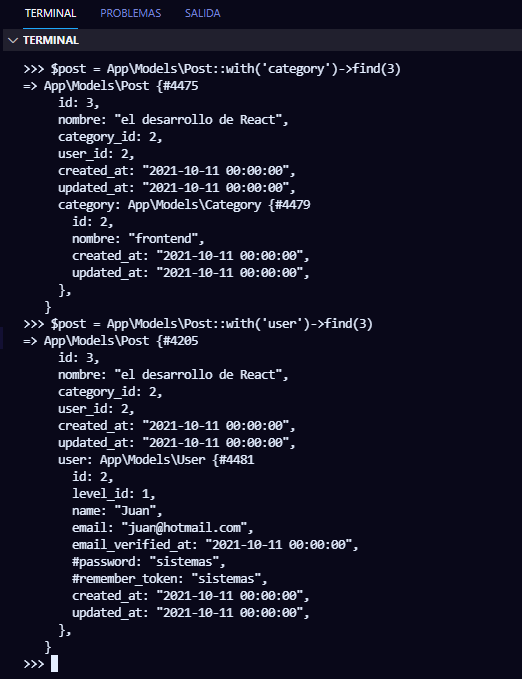 TERMINAL PROBLEMAS SALIDA
TERMINAL
>>> $post = App\Models\Post::with('category')->find(3)
=> App\Models\Post {#4475
id: 3,
nombre: "el desarrollo de React",
category_id: 2,
user_id: 2,
created_at: "2021-10-11 00:00:00",
updated_at: "2021-10-11 00:00:00",
category: App\Models\Category {#4479
id: 2,
nombre: "frontend",
created_at: "2021-10-11 00:00:00",
updated_at: "2021-10-11 00:00:00",
},
}
>>> $post = App\Models\Post::with('user')->find(3)
=> App\Models\Post {#4205
id: 3,
nombre: "el desarrollo de React",
category_id: 2,
user_id: 2,
created_at: "2021-10-11 00:00:00",
updated_at: "2021-10-11 00:00:00",
user: App\Models\User {#4481
id: 2,
level_id: 1,
name: "Juan",
email: "juan@hotmail.com",
email_verified_at: "2021-10-11 00:00:00",
#password: "sistemas",
#remember_token: "sistemas",
created_at: "2021-10-11 00:00:00",
updated_at: "2021-10-11 00:00:00",
},
}
>>>